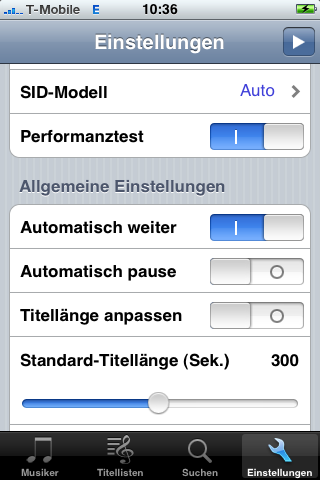 T-Mobile E 10:36
Einstellungen
SID-Modell Auto
Performanztest
Allgemeine Einstellungen
Automatisch weiter
Automatisch pause
Titellänge anpassen
Standard-Titellänge (Sek.) 300
Musiker Titellisten Suchen Einstellungen